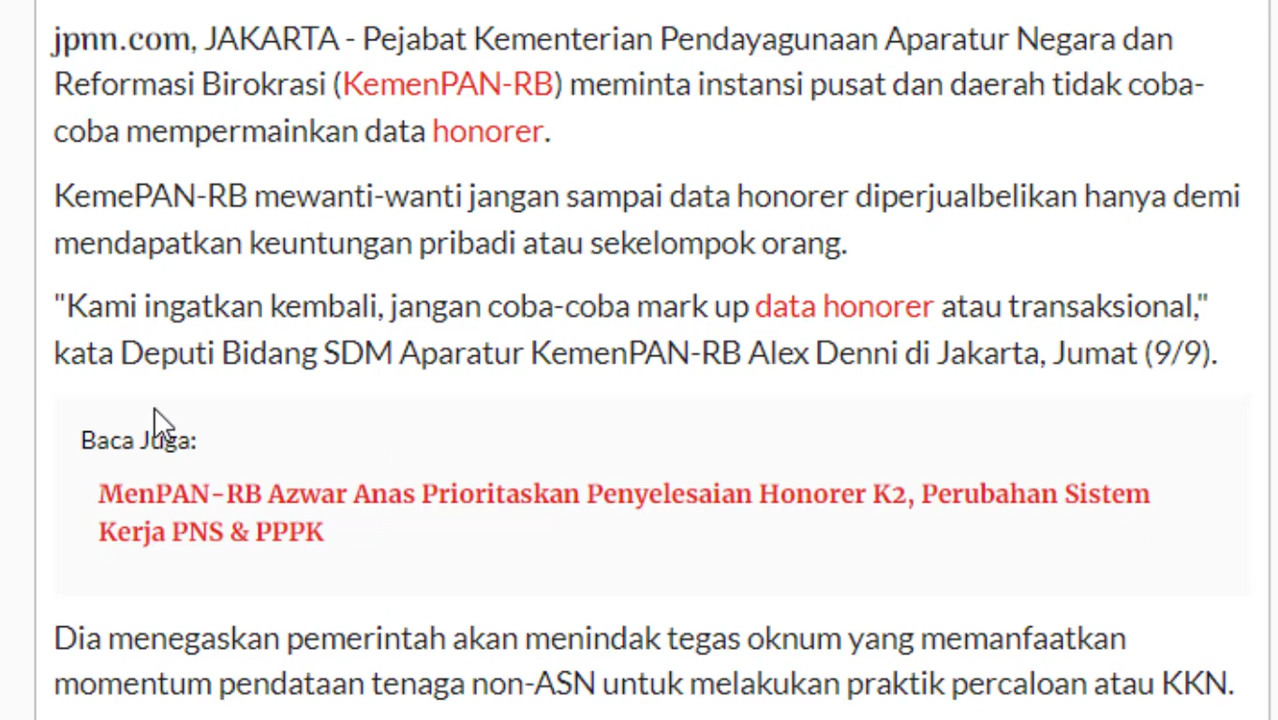 jpnn.com, JAKARTA - Pejabat Kementerian Pendayagunaan Aparatur Negara dan
Reformasi Birokrasi (KemenPAN-RB) meminta instansi pusat dan daerah tidak coba-
coba mempermainkan data honorer.
KemePAN-RB mewanti-wanti jangan sampai data honorer diperjualbelikan hanya demi
mendapatkan keuntungan pribadi atau sekelompok orang.
"Kami ingatkan kembali, jangan coba-coba mark up data honorer atau transaksional,"
kata Deputi Bidang SDM Aparatur KemenPAN-RB Alex Denni di Jakarta, Jumat (9/9).
Baca Juga:
MenPAN-RB Azwar Anas Prioritaskan Penyelesaian Honorer K2, Perubahan Sistem
Kerja PNS & PPPK
Dia menegaskan pemerintah akan menindak tegas oknum yang memanfaatkan
momentum pendataan tenaga non-ASN untuk melakukan praktik percaloan atau KKN.